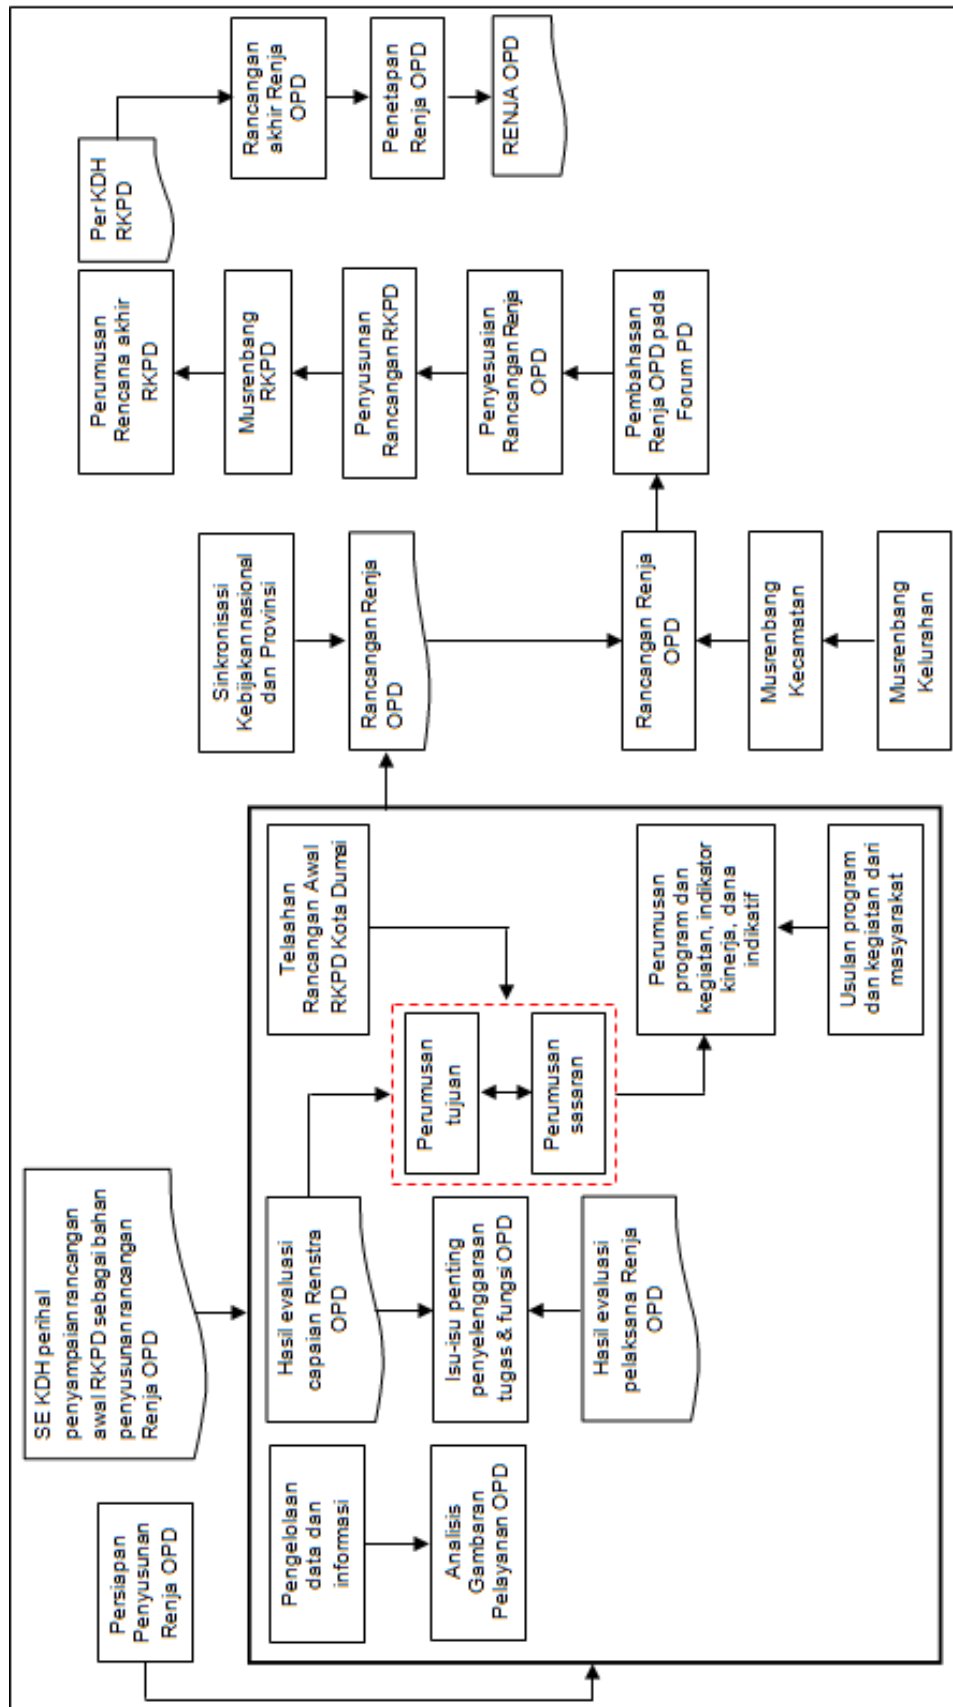 Persiapan
Penyusunan
Renja OPD
SE KDH perihal
penyampaian rancangan
awal RKPD sebagai bahan
penyusunan rancangan
Renja OPD
Pengelolaan
data dan
informasi
Analisis
Gambaran
Pelayanan OPD
Hasil evaluasi
capaian Renstra
OPD
Isu-isu penting
penyelenggaraan
tugas & fungsi OPD
Hasil evaluasi
pelaksana Renja
OPD
Perumusan
tujuan
Perumusan
sasaran
Telaahan
Rancangan Awal
RKPD Kota Dumai
Perumusan
program dan
kegiatan, indikator
kinerja, dana
indikatif
Usulan program
dan kegiatan dari
masyarakat
Sinkronisasi
Kebijakan nasional
dan Provinsi
Rancangan Renja
OPD
Rancangan Renja
OPD
Musrenbang
Kecamatan
Musrenbang
Kelurahan
Perumusan
Rencana akhir
RKPD
Musrenbang
RKPD
Penyusunan
Rancangan RKPD
Penyesuaian
Rancangan Renja
OPD
Pembahasan
Renja OPD pada
Forum PD
Per KDH
RKPD
Rancangan
akhir Renja
OPD
Penetapan
Renja OPD
RENJA OPD